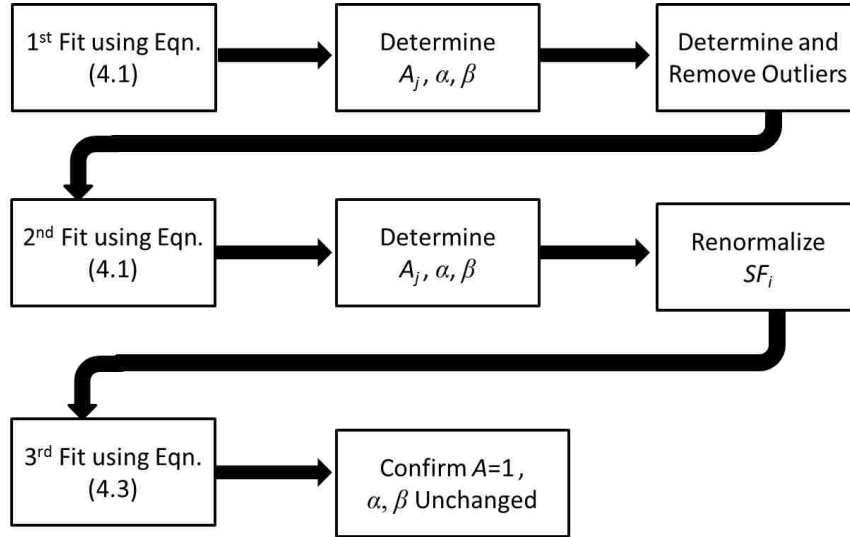 1st Fit using Eqn.
(4.1)
Determine
Aj, α, β
Determine and
Remove Outliers
2nd Fit using Eqn.
(4.1)
Determine
Aj, α, β
Renormalize
SFi
3rd Fit using Eqn.
(4.3)
Confirm A=1 ,
α, β Unchanged